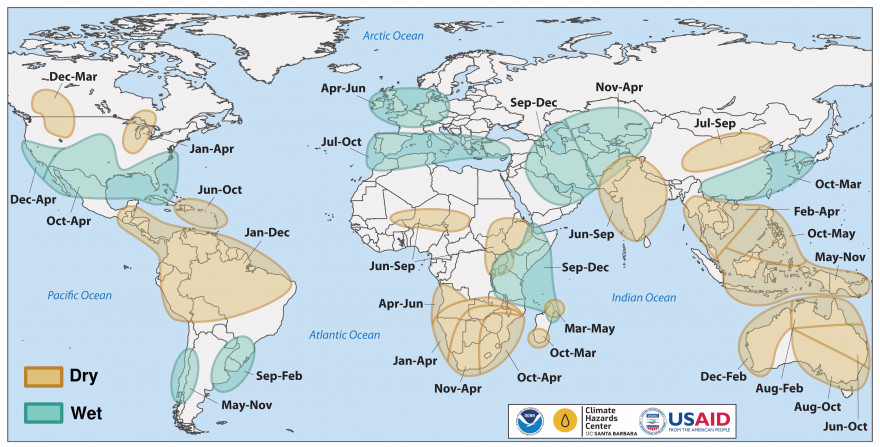 Arctic Ocean
Dec-Mar
Apr-Jun
Nov-Apr
Sep-Dec
Jul-Sep
Jan-Apr
Jul-Oct
Dec-Apr
Oct-Apr
Jun-Oct
Oct-Mar
Feb-Apr
Jan-Dec
Oct-May
Jun-Sep
Jun-Sep
Sep-Dec
May-Nov
Pacific Ocean
Apr-Jun
Indian Ocean
Mar-May
Atlantic Ocean
Oct-Mar
Jan-Apr
Nov-Apr
Oct-Apr
Dec-Feb
Aug-Feb
Aug-Oct
Jun-Oct
Sep-Feb
May-Nov
Dry
Wet
NOAA
Climate
Hazards
Center
UC SANTA BARBARA
USAID
USAID
FROM THE AMERICAN PEOPLE